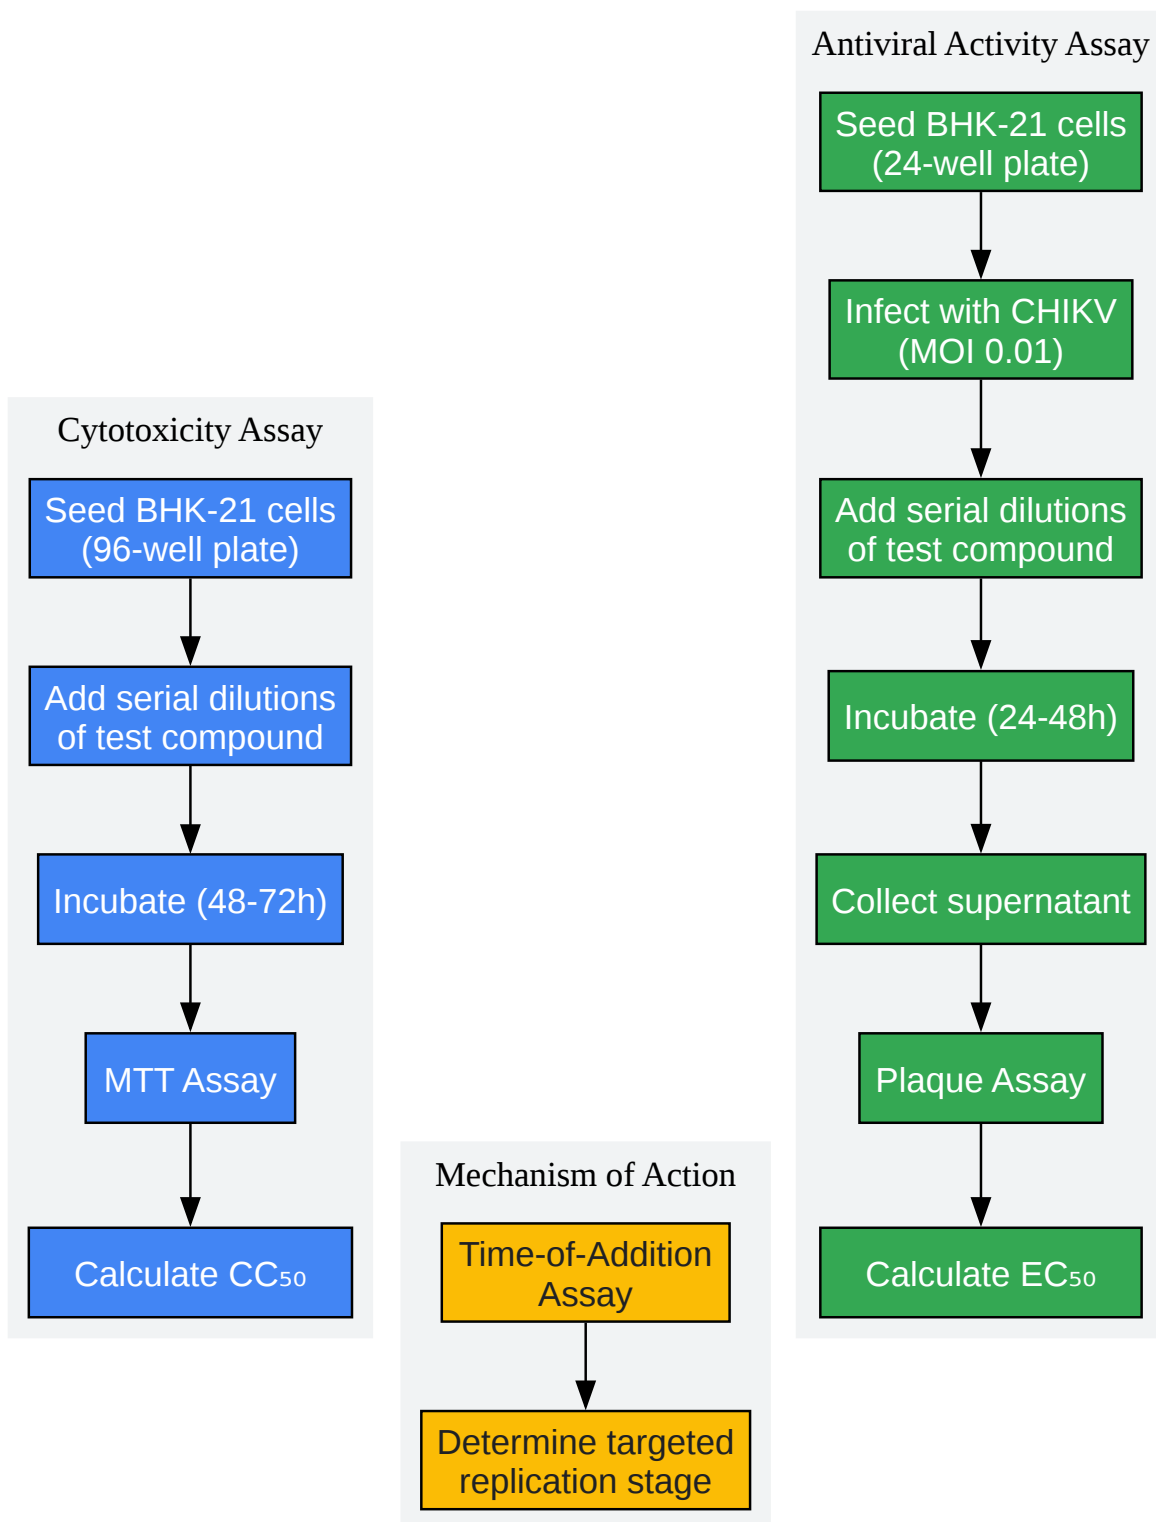 Cytotoxicity Assay
Seed BHK-21 cells
(96-well plate)
Add serial dilutions
of test compound
Incubate (48-72h)
MTT Assay
Calculate CC₅₀
Mechanism of Action
Time-of-Addition
Assay
Determine targeted
replication stage
Antiviral Activity Assay
Seed BHK-21 cells
(24-well plate)
Infect with CHIKV
(MOI 0.01)
Add serial dilutions
of test compound
Incubate (24-48h)
Collect supernatant
Plaque Assay
Calculate EC₅₀